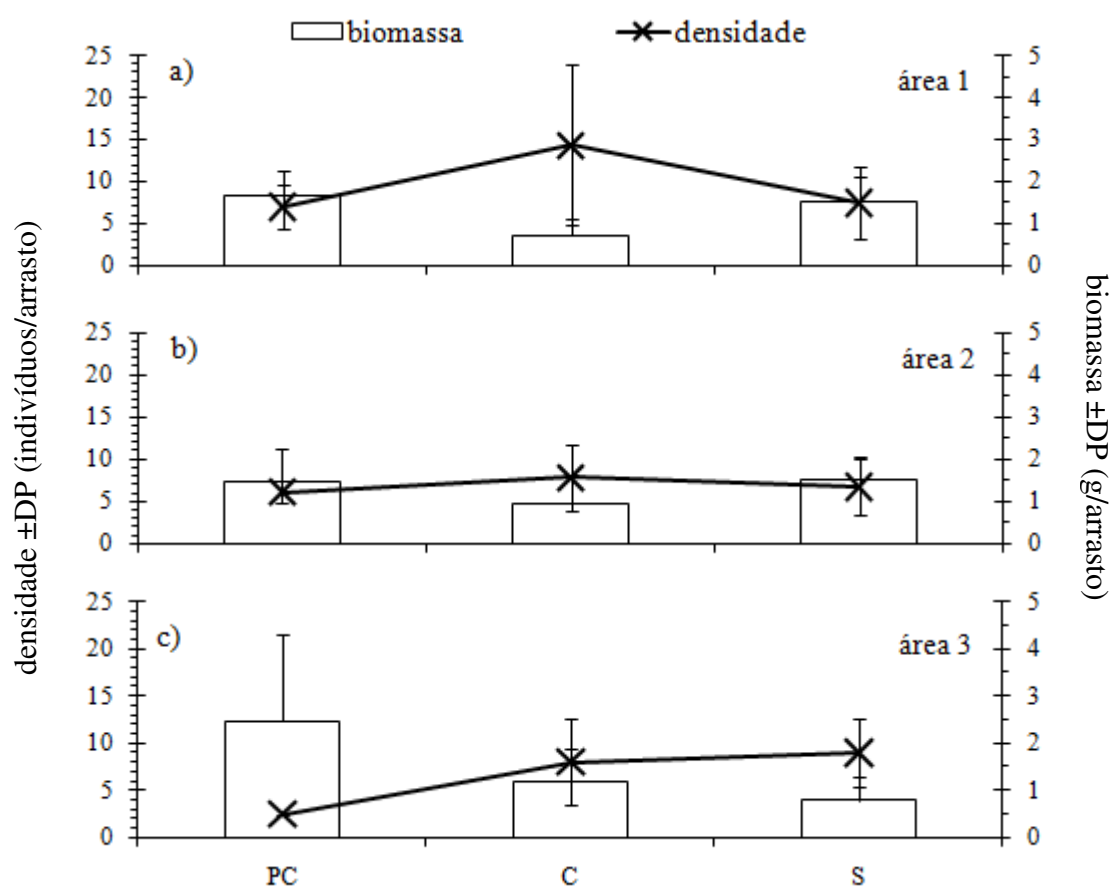 biomassa densidade
a) área 1
25 5
20 4
15 3
10 2
5 1
0 0
b) área 2
25 5
20 4
15 3
10 2
5 1
0 0
c) área 3
25 5
20 4
15 3
10 2
5 1
0 0
PC C S
densidade ±DP (indivíduos/arrasto)
biomassa ±DP (g/arrasto)